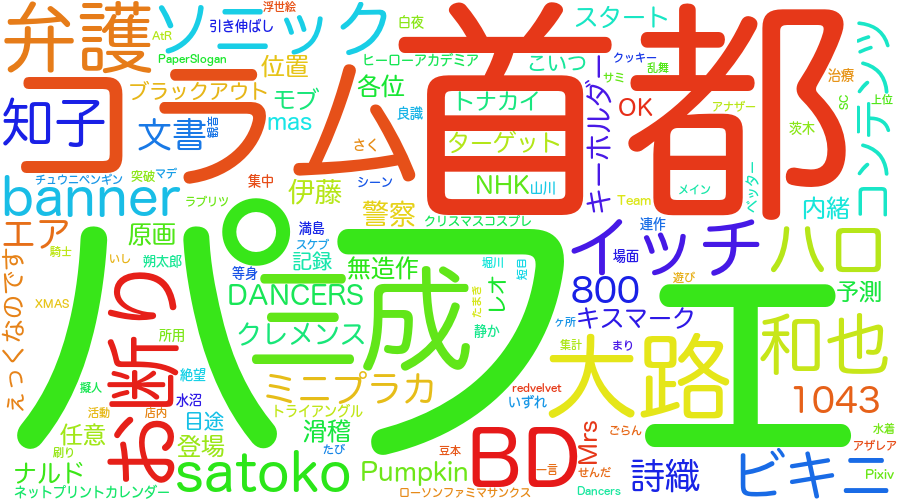 弁護
ソニック
引き伸ばし
浮世絵
白夜
AtR
PaperSlogan
位置
ヒーローアカデミア
スタート
こいつ
クッキー
サミ
乱舞
首都
コラム
ブラックアウト
各位
モブ
mas
知子
文書
観音
良識
トナカイ
ターゲット
OK
キーホルダー
アナザー
治療
SC
上位
茨木
コンテンツ
さく
チュウニペンギン
突破
マデ
集中
シーン
伊藤
NHK
山川
Team
メイン
ベッター
内緒
banner
ラブリツ
警察
クリスマスコスプレ
連作
エア
騎士
原画
満島
スケブ
記録
無造作
堀川
短目
場面
イッチ
ハロ
朔太郎
いし
等身
DANCERS
成
レオ
たまき
静か
800
遊び
予測
パパフェ
XMAS
えっくなのです
お断り
所用
クレメンス
ケ所
キスマーク
集計
まり
大路
和也
擬人
絶望
水沼
ミニプラカ
redvelvet
いずれ
1043
活動
店内
目途
トライアングル
任意
刷り
登場
滑稽
たび
豆本
BD
一言
Mrs
せんだ
ごらん
詩織
水着
アザレア
ナルド
satoko
Pumpkin
ビキニ
Pixiv
ネットプリントカレンダー
ローソンファミマサンクス
Dancers
エ